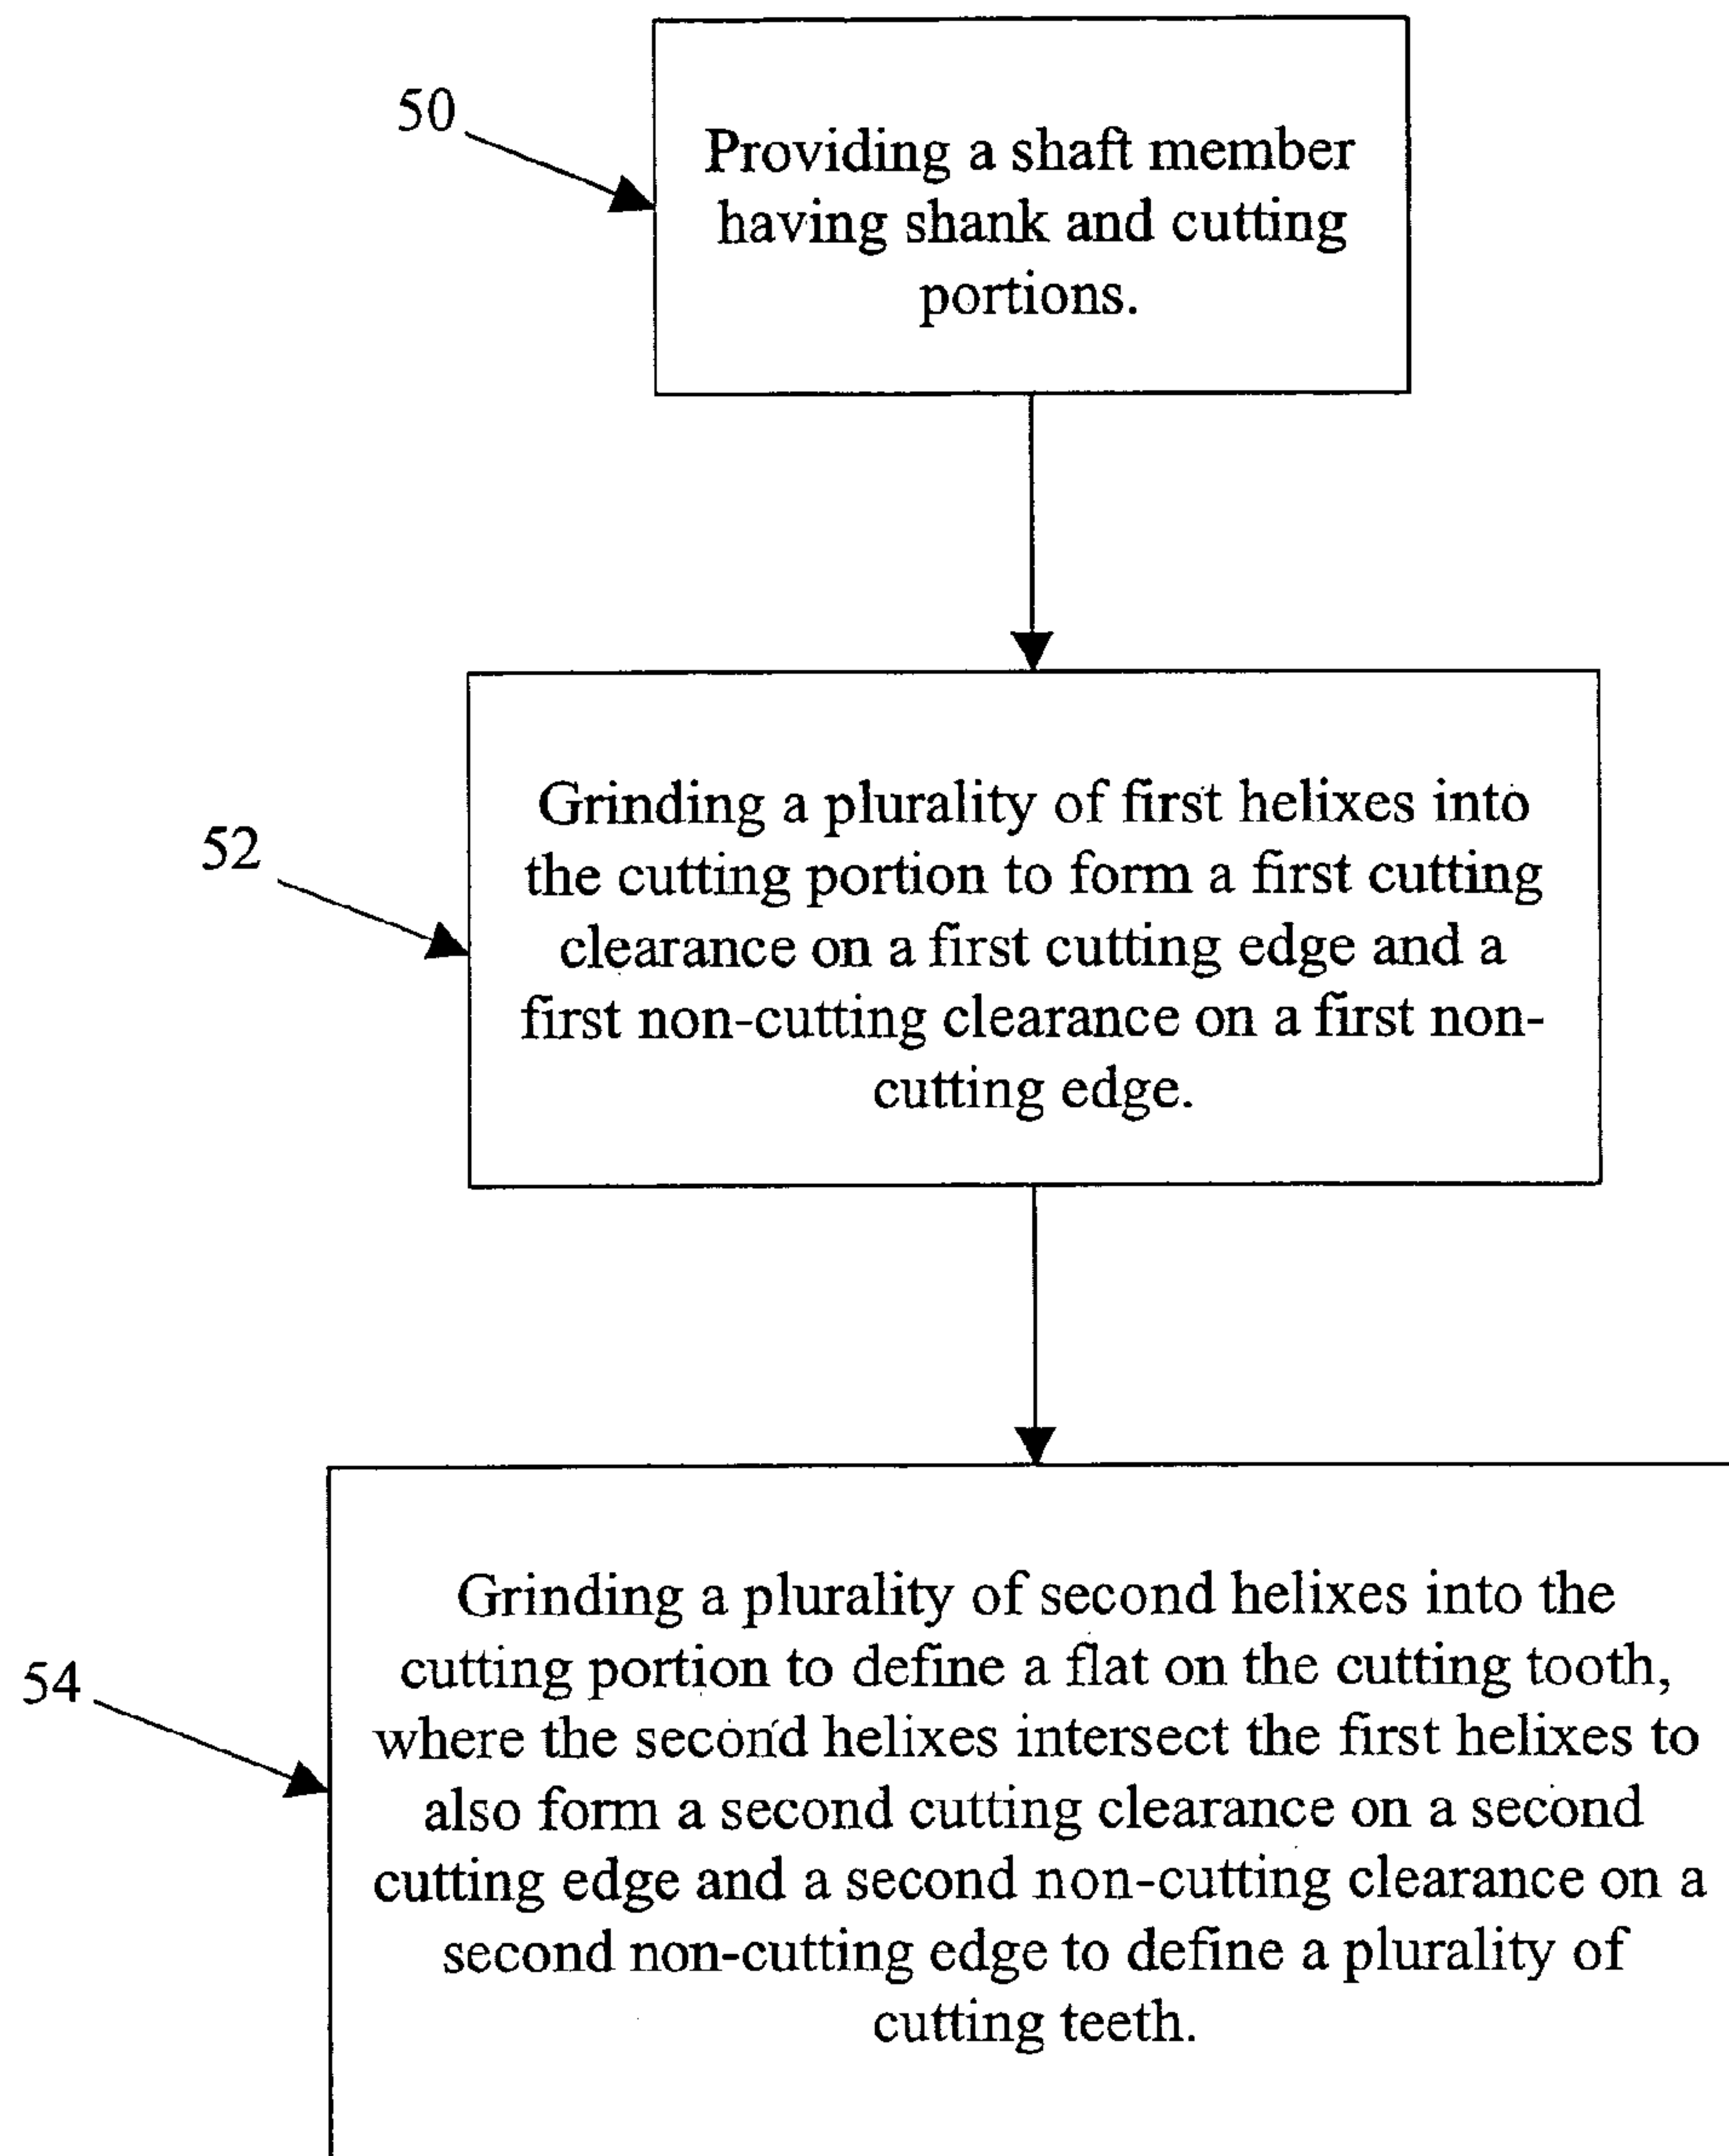 50
Providing a shaft member
having shank and cutting
portions.
52
Grinding a plurality of first helixes into
the cutting portion to form a first cutting
clearance on a first cutting edge and a
first non-cutting clearance on a first non-
cutting edge.
54
Grinding a plurality of second helixes into the
cutting portion to define a flat on the cutting tooth,
where the second helixes intersect the first helixes to
also form a second cutting clearance on a second
cutting edge and a second non-cutting clearance on a
second non-cutting edge to define a plurality of
cutting teeth.